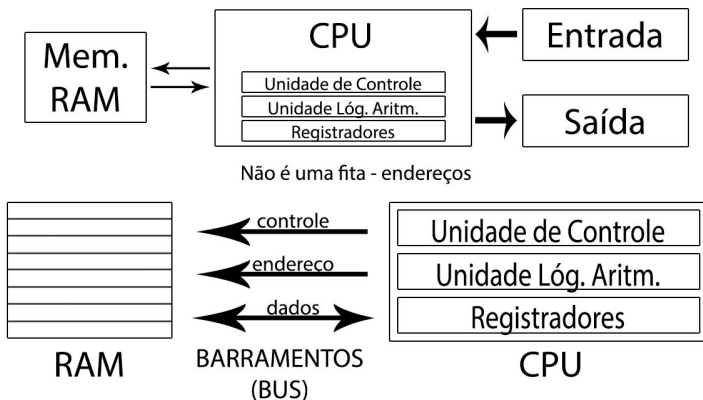 Mem.
RAM
CPU
Unidade de Controle
Unidade Lóg. Aritm.
Registradores
Entrada
Saída
Não é uma fita - endereços
controle
endereço
dados
Unidade de Controle
Unidade Lóg. Aritm.
Registradores
RAM
BARRAMENTOS
(BUS)
CPU